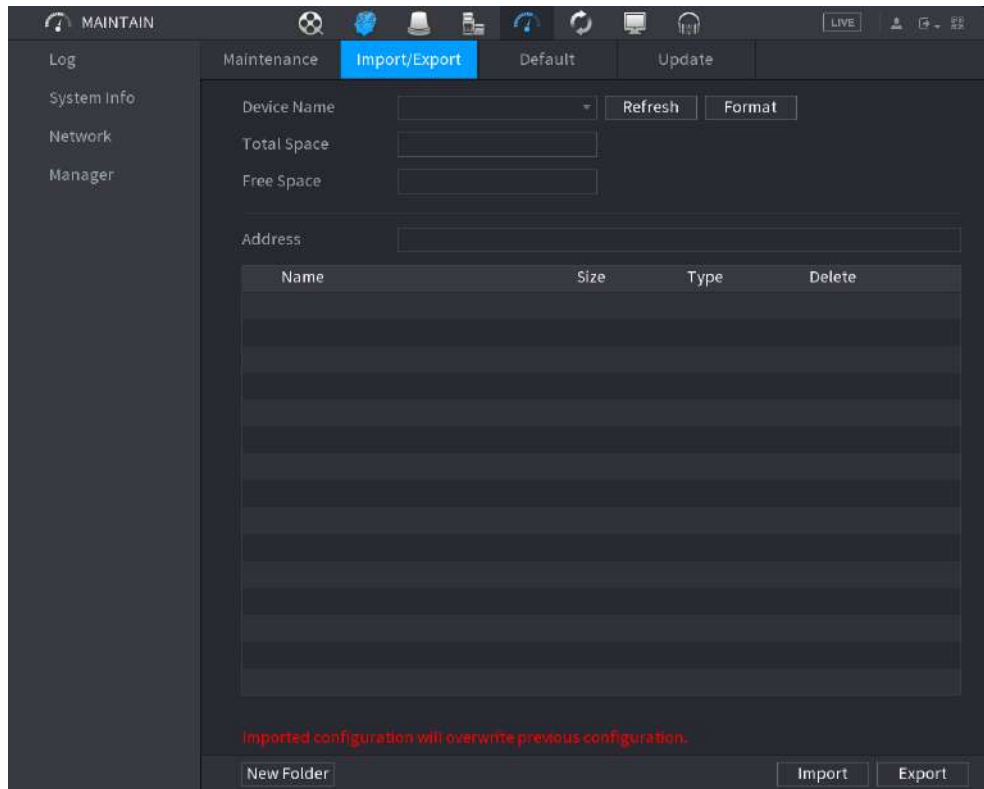 MAINTAIN
LIVE
Log
System Info
Network
Manager
Maintenance Import/Export Default Update
Device Name Refresh Format
Total Space
Free Space
Address
Name Size Type Delete
Imported configuration will overwrite previous configuration.
New Folder Import Export